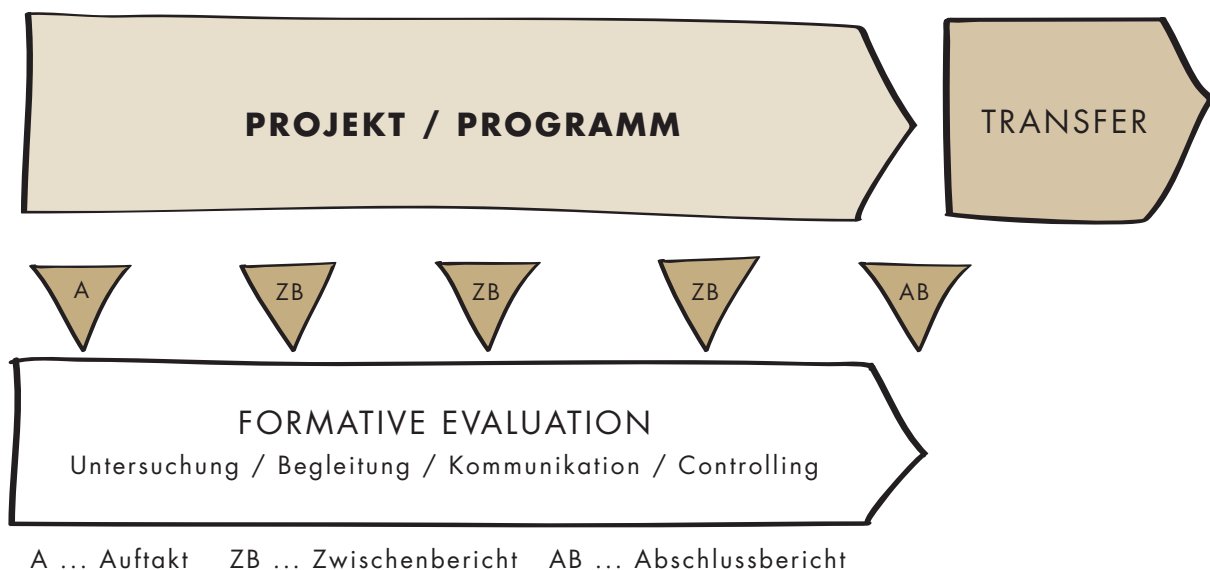 PROJEKT / PROGRAMM
TRANSFER
A
ZB
ZB
ZB
AB
FORMATIVE EVALUATION
Untersuchung / Begleitung / Kommunikation / Controlling
A ... Auftakt ZB ... Zwischenbericht AB ... Abschlussbericht